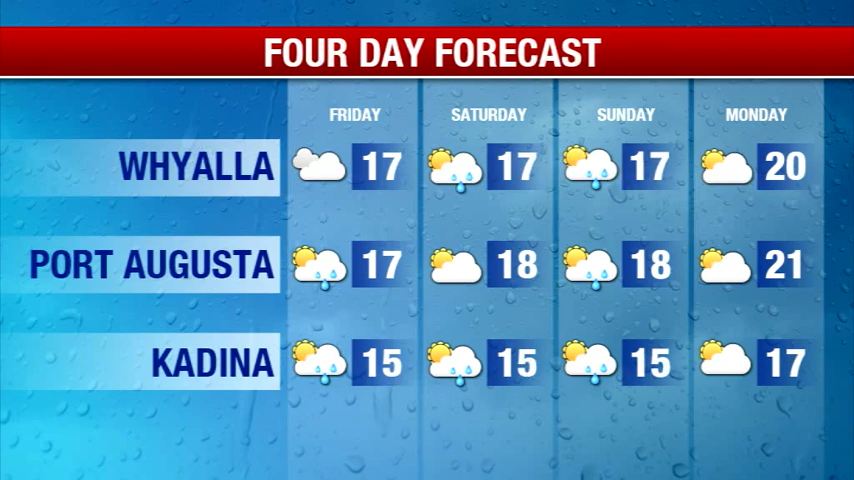 FOUR DAY FORECAST
FRIDAY SATURDAY SUNDAY MONDAY
WHYALLA 17 17 17 20
PORT AUGUSTA 17 18 18 21
KADINA 15 15 15 17